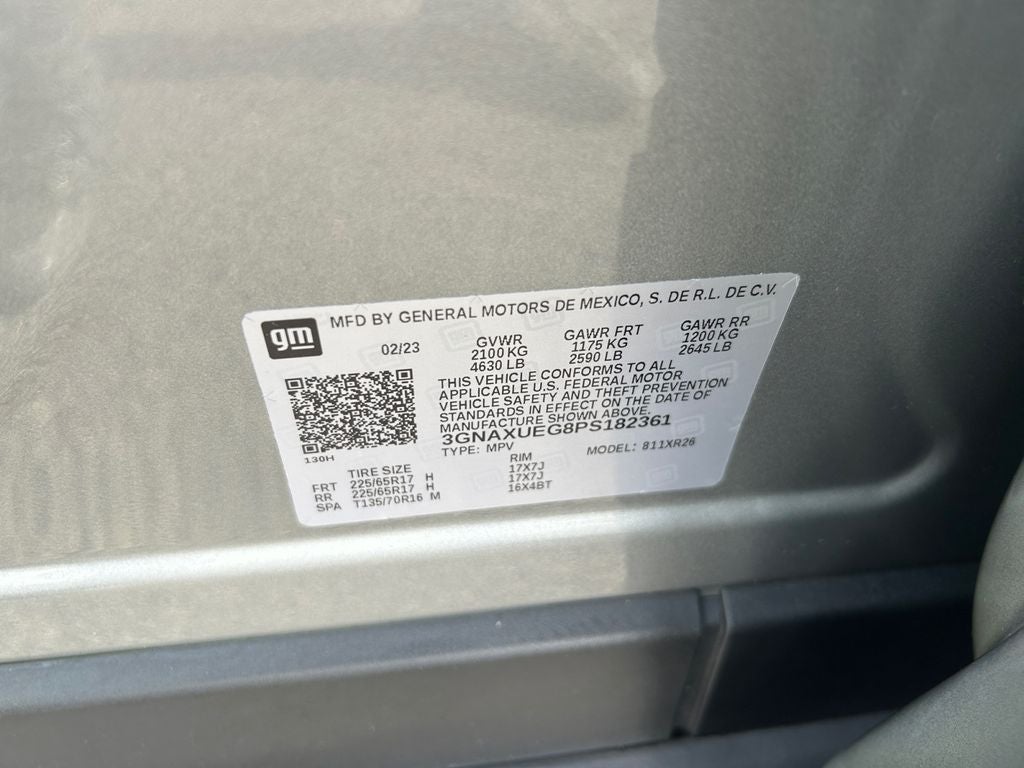 gm
MFD BY GENERAL MOTORS DE MEXICO, S. DE R.L. DE C.V.
02/23
GVWR
2100 KG
4630 LB
GAWR FRT
1175 KG
2590 LB
GAWR RR
1200 KG
2645 LB
THIS VEHICLE CONFORMS TO ALL
APPLICABLE U.S. FEDERAL MOTOR
VEHICLE SAFETY AND THEFT PREVENTION
STANDARDS IN EFFECT ON THE DATE OF
MANUFACTURE SHOWN ABOVE.
3GNAXUEG8PS182361
TYPE: MPV MODEL: 811XR26
130H
TIRE SIZE RIM
FRT 225/65R17 H 17X7J
RR 225/65R17 H 17X7J
SPA T135/70R16 M 16X4BT